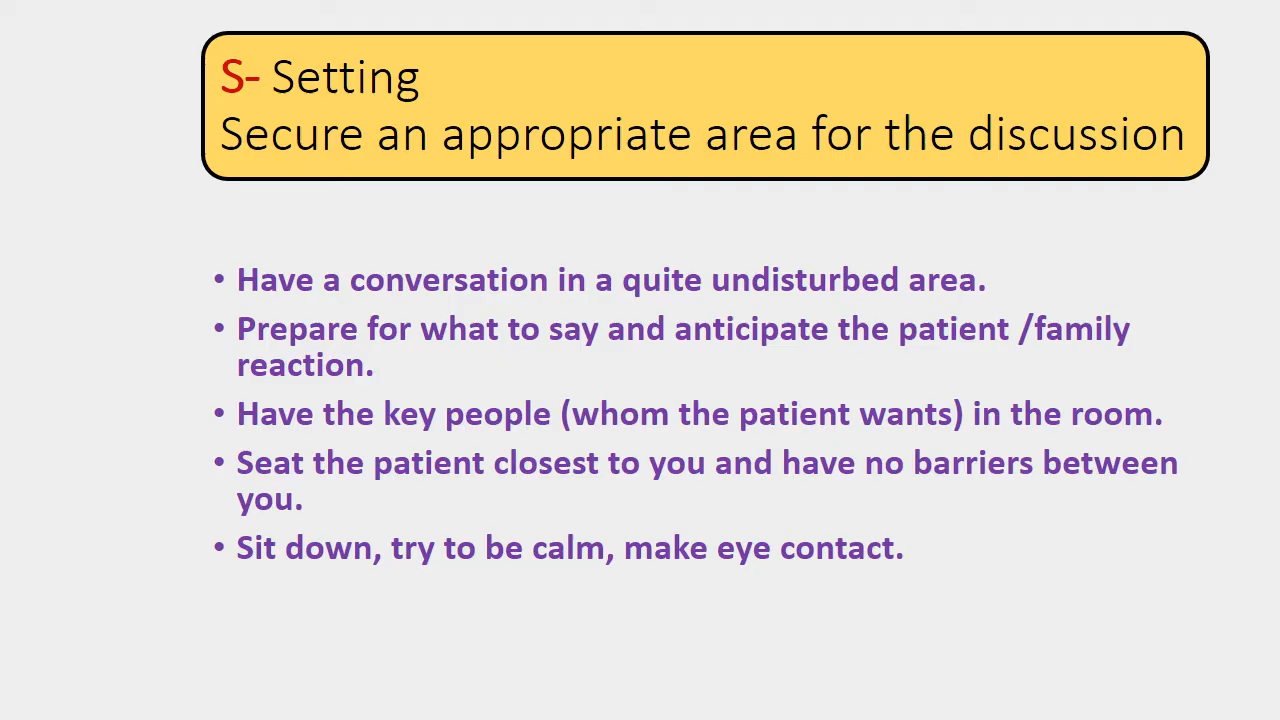 S- Setting
Secure an appropriate area for the discussion
• Have a conversation in a quite undisturbed area.
• Prepare for what to say and anticipate the patient /family
reaction.
• Have the key people (whom the patient wants) in the room.
• Seat the patient closest to you and have no barriers between
you.
• Sit down, try to be calm, make eye contact.